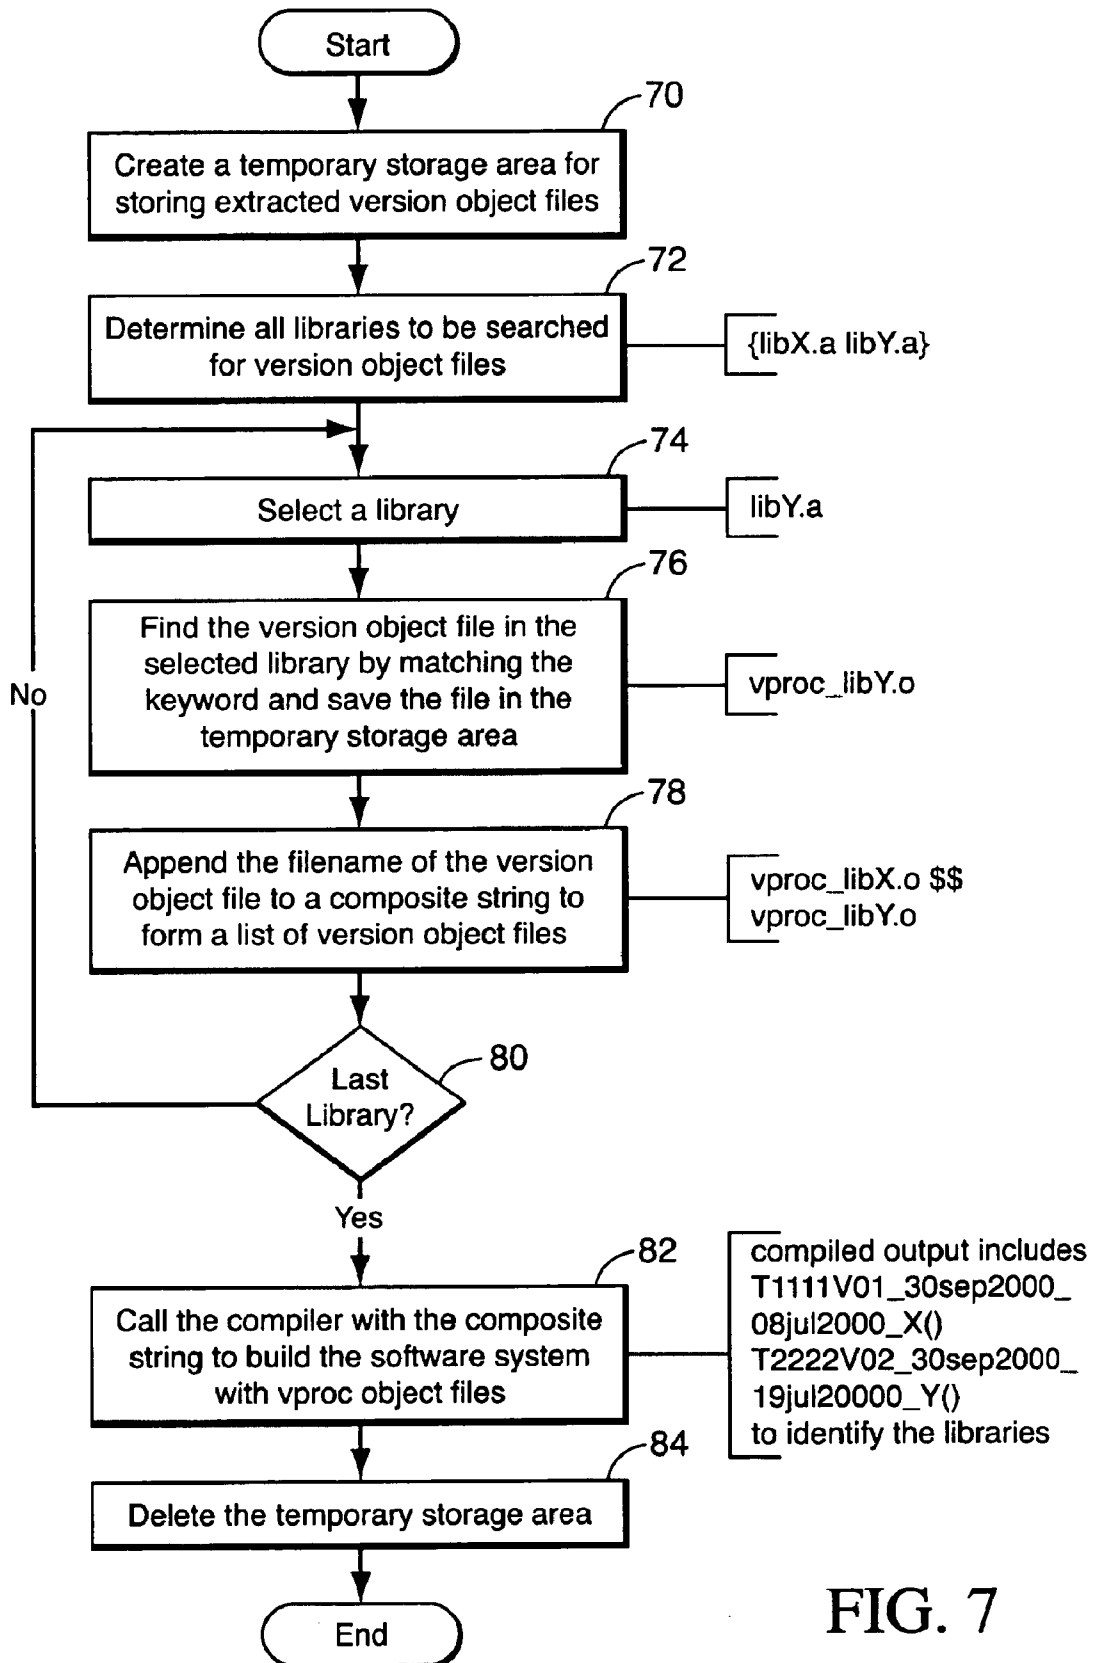 Start
70
Create a temporary storage area for
storing extracted version object files
72
Determine all libraries to be searched
for version object files
{libX.a libY.a}
74
Select a library
libY.a
76
Find the version object file in the
selected library by matching the
keyword and save the file in the
temporary storage area
vproc_libY.o
No
78
Append the filename of the version
object file to a composite string to
form a list of version object files
vproc_libX.o $$
vproc_libY.o
80
Last
Library?
Yes
82
Call the compiler with the composite
string to build the software system
with vproc object files
compiled output includes
T1111V01_30sep2000_
08jul2000_X()
T2222V02_30sep2000_
19jul20000_Y()
to identify the libraries
84
Delete the temporary storage area
End
FIG. 7